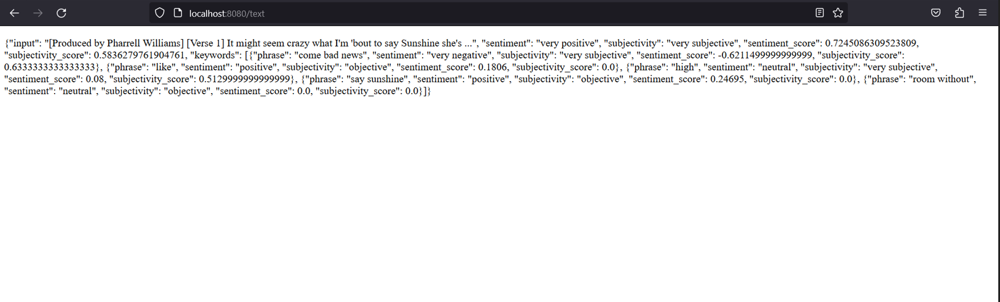 localhost:8080/text
{"input": "[Produced by Pharrell Williams] [Verse 1] It might seem crazy what I'm 'bout to say Sunshine she's ...", "sentiment": "very positive", "subjectivity": "very subjective", "sentiment_score": 0.7245086309523809,
"subjectivity_score": 0.5836279761904761, "keywords": [{"phrase": "come bad news", "sentiment": "very negative", "subjectivity": "very subjective", "sentiment_score": -0.6211499999999999, "subjectivity_score":
0.6333333333333333}, {"phrase": "like", "sentiment": "positive", "subjectivity": "objective", "sentiment_score": 0.1806, "subjectivity_score": 0.0}, {"phrase": "high", "sentiment": "neutral", "subjectivity": "very subjective",
"sentiment_score": 0.08, "subjectivity_score": 0.5129999999999999}, {"phrase": "say sunshine", "sentiment": "positive", "subjectivity": "objective", "sentiment_score": 0.24695, "subjectivity_score": 0.0}, {"phrase": "room without",
"sentiment": "neutral", "subjectivity": "objective", "sentiment_score": 0.0, "subjectivity_score": 0.0}]}